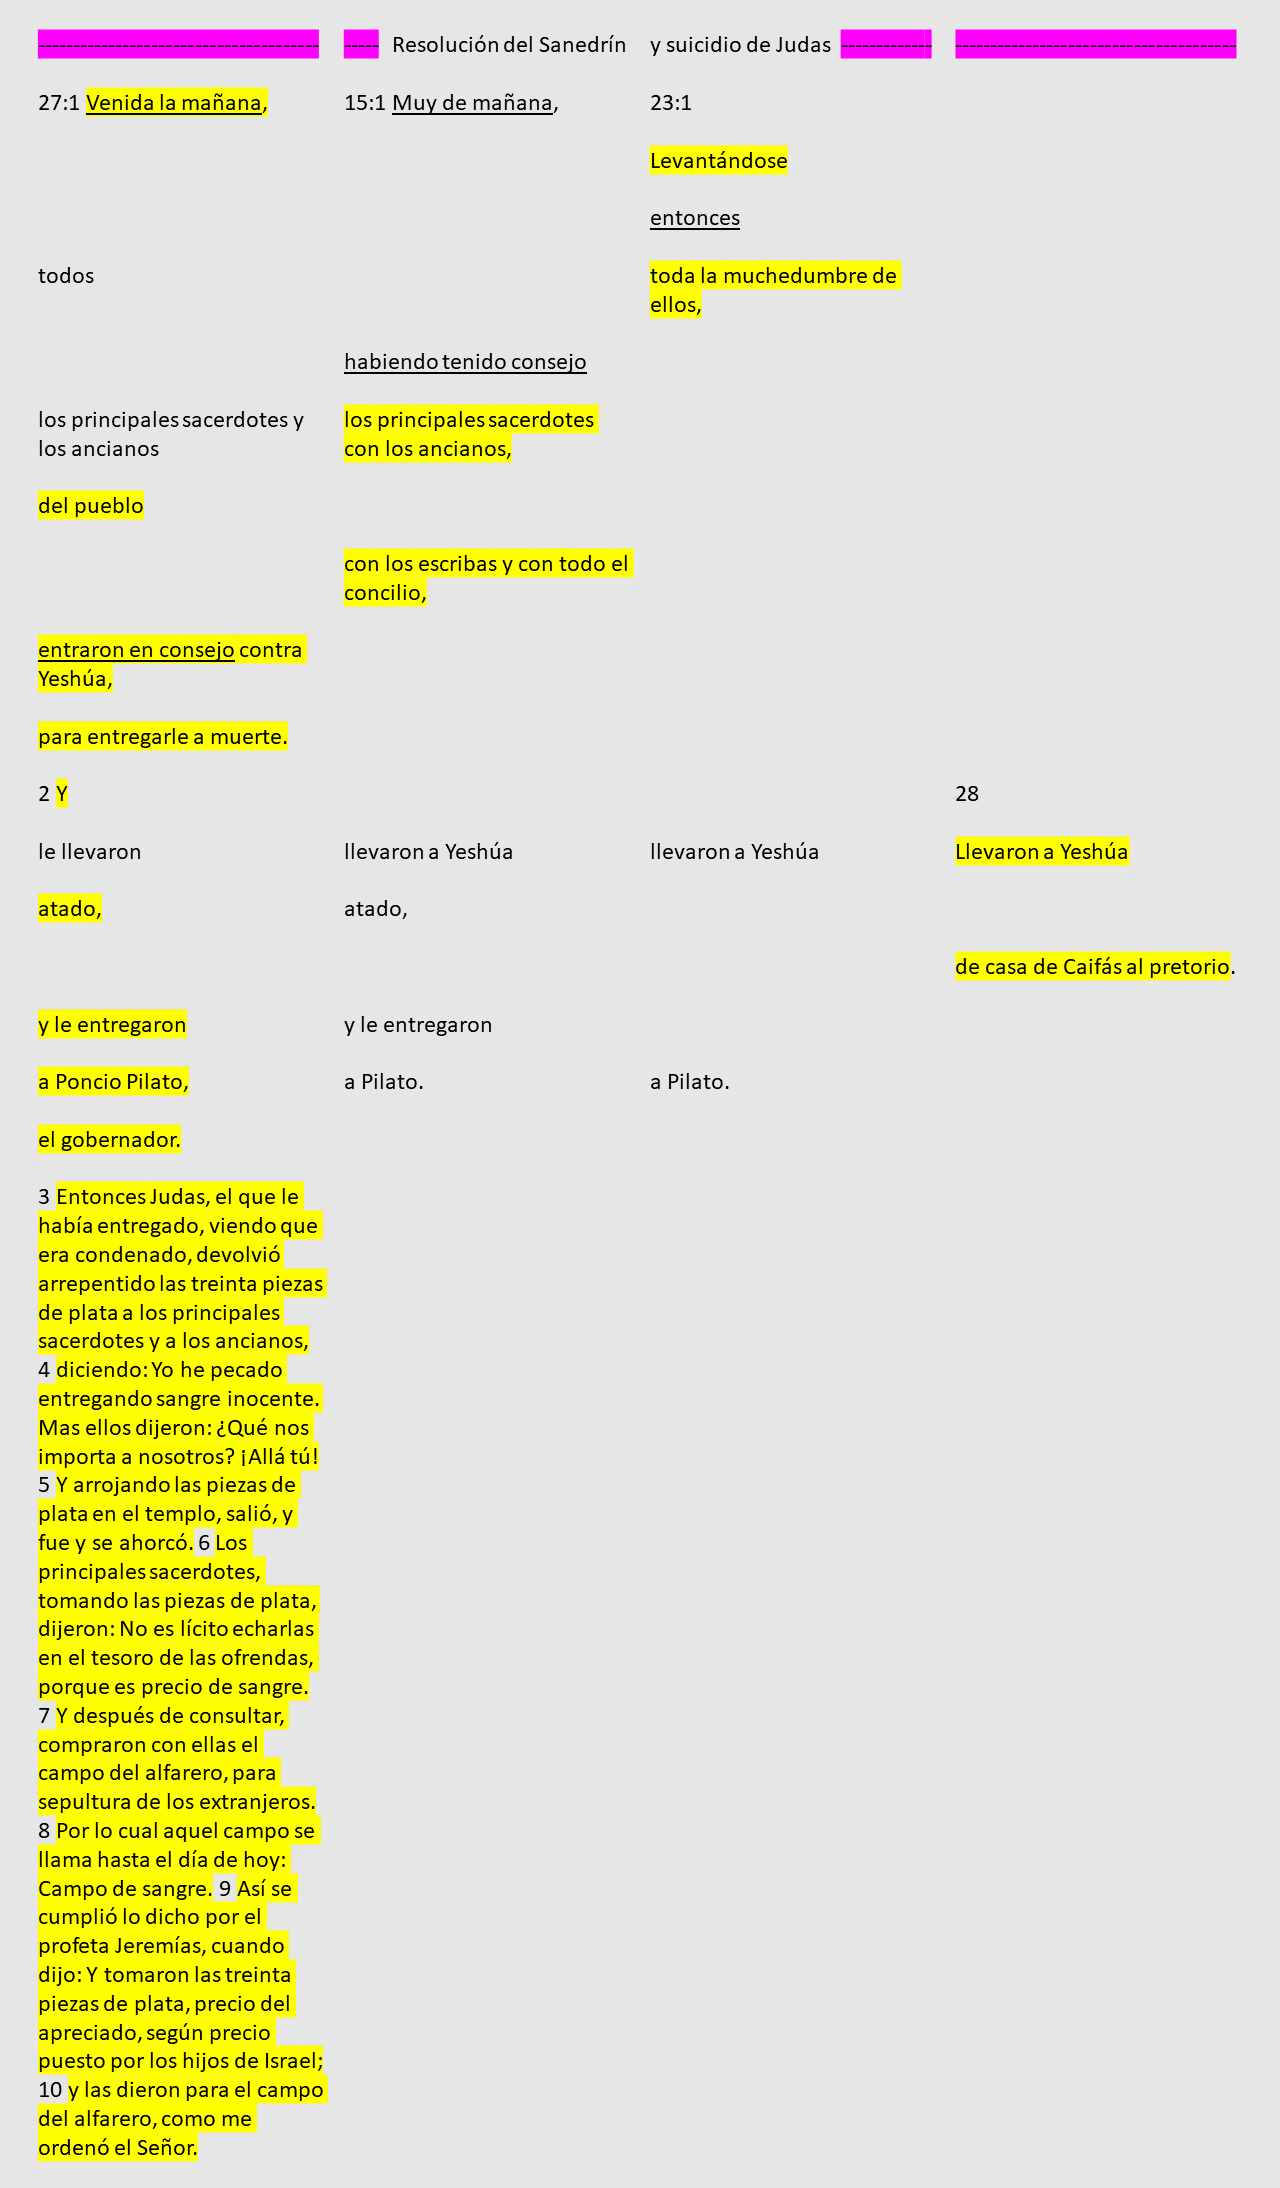 ---------------------------------------- ----- Resolución del Sanedrín y suicidio de Judas ------------- ----------------------------------------
27:1 Venida la mañana, 15:1 Muy de mañana, 23:1
Levantándose
entonces
todos toda la muchedumbre de
ellos,
habiendo tenido consejo
los principales sacerdotes y los principales sacerdotes
los ancianos con los ancianos,
del pueblo
con los escribas y con todo el
concilio,
entraron en consejo contra
Yeshúa,
para entregarle a muerte.
2 Y 28
le llevaron llevaron a Yeshúa llevaron a Yeshúa Llevaron a Yeshúa
atado, atado,
de casa de Caifás al pretorio.
y le entregaron y le entregaron
a Poncio Pilato, a Pilato. a Pilato.
el gobernador.
3 Entonces Judas, el que le
había entregado, viendo que
era condenado, devolvió
arrepentido las treinta piezas
de plata a los principales
sacerdotes y a los ancianos,
4 diciendo: Yo he pecado
entregando sangre inocente.
Mas ellos dijeron: ¿Qué nos
importa a nosotros? ¡Allá tú!
5 Y arrojando las piezas de
plata en el templo, salió, y
fue y se ahorcó. 6 Los
principales sacerdotes,
tomando las piezas de plata,
dijeron: No es lícito echarlas
en el tesoro de las ofrendas,
porque es precio de sangre.
7 Y después de consultar,
compraron con ellas el
campo del alfarero, para
sepultura de los extranjeros.
8 Por lo cual aquel campo se
llama hasta el día de hoy:
Campo de sangre. 9 Así se
cumplió lo dicho por el
profeta Jeremías, cuando
dijo: Y tomaron las treinta
piezas de plata, precio del
apreciado, según precio
puesto por los hijos de Israel;
10 y las dieron para el campo
del alfarero, como me
ordenó el Señor.